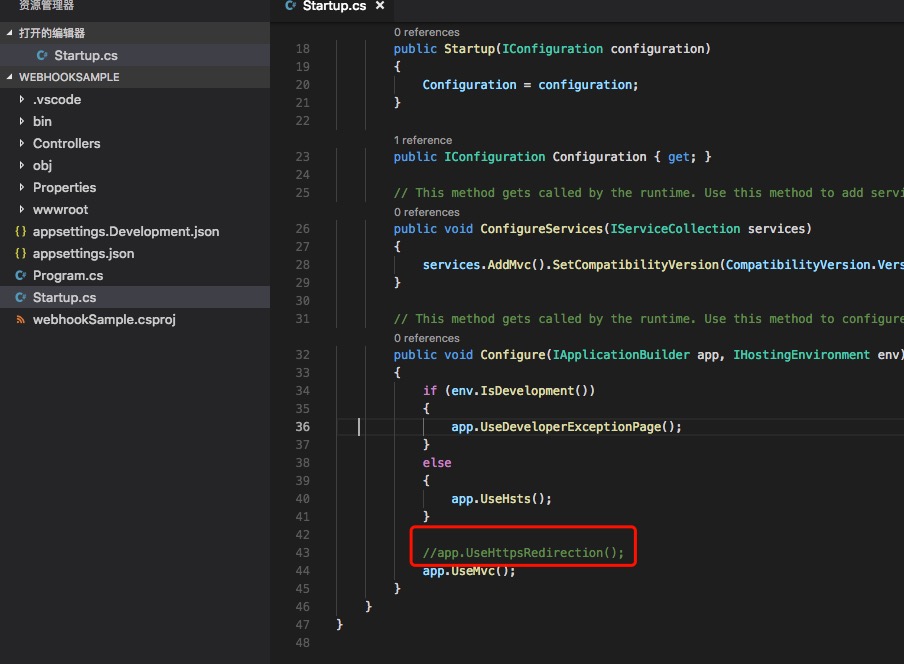 资源管理器
打开的编辑器
Startup.cs
WEBHOOKSAMPLE
.vscode
bin
Controllers
obj
Properties
wwwroot
{} appsettings.Development.json
{} appsettings.json
Program.cs
Startup.cs
webhookSample.csproj
Startup.cs ×
0 references
18 public Startup(IConfiguration configuration)
19 {
20 Configuration = configuration;
21 }
22
1 reference
23 public IConfiguration Configuration { get; }
24
25 // This method gets called by the runtime. Use this method to add servi
0 references
26 public void ConfigureServices(IServiceCollection services)
27 {
28 services.AddMvc().SetCompatibilityVersion(CompatibilityVersion.Vers
29 }
30
31 // This method gets called by the runtime. Use this method to configure
0 references
32 public void Configure(IApplicationBuilder app, IHostingEnvironment env)
33 {
34 if (env.IsDevelopment())
35 {
36 app.UseDeveloperExceptionPage();
37 }
38 else
39 {
40 app.UseHsts();
41 }
42
43 //app.UseHttpsRedirection();
44 app.UseMvc();
45 }
46 }
47 }
48